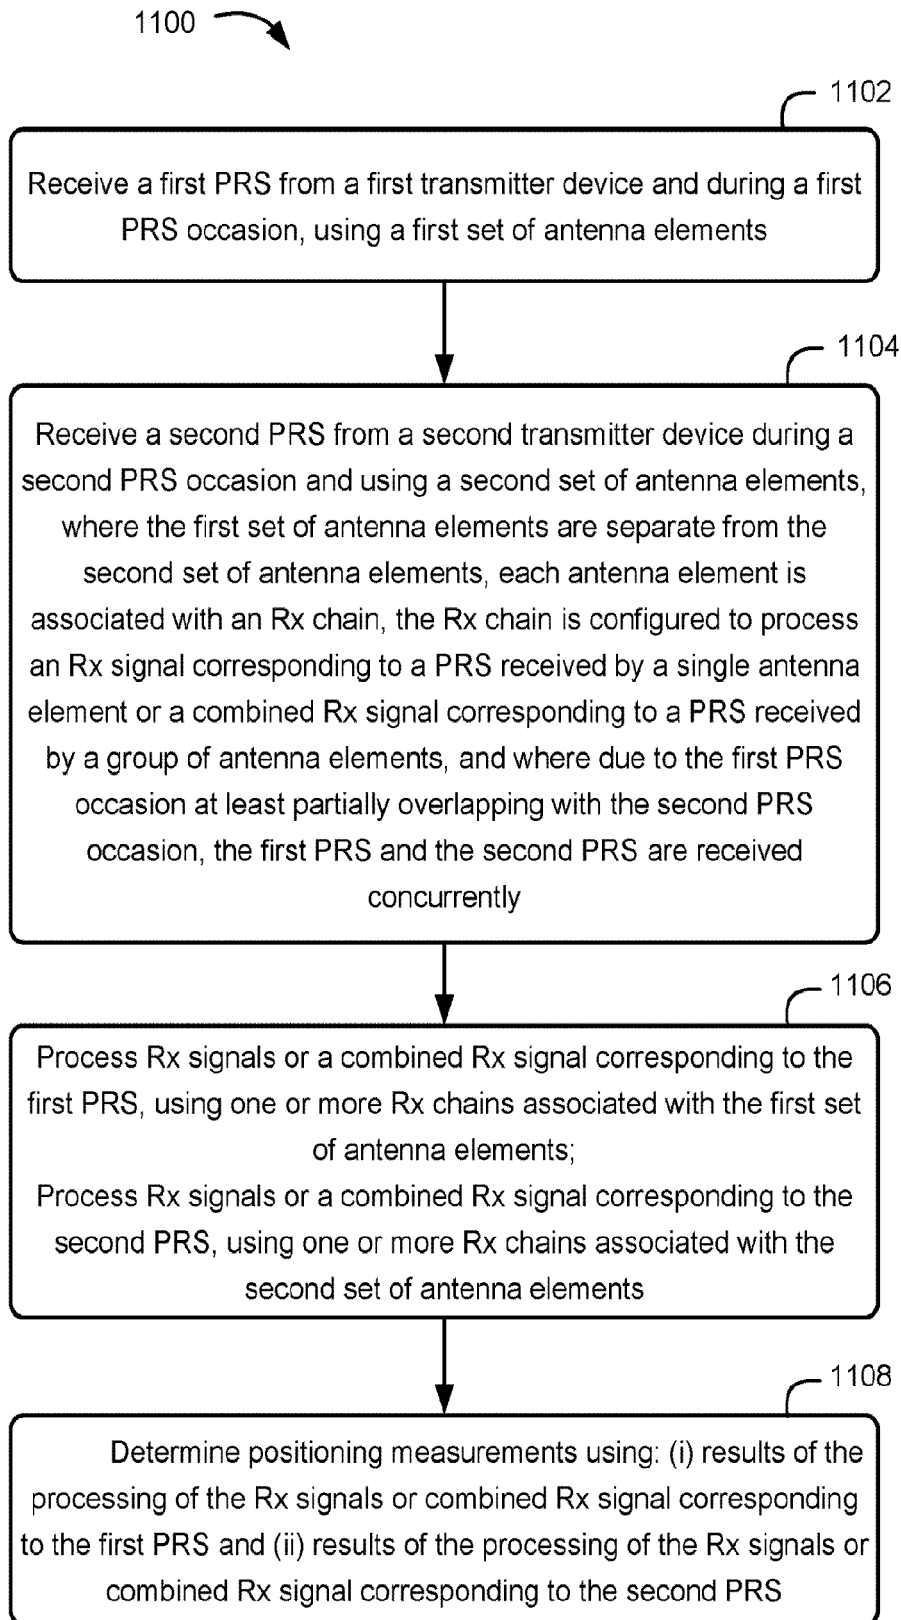 1100
1102
Receive a first PRS from a first transmitter device and during a first
PRS occasion, using a first set of antenna elements
1104
Receive a second PRS from a second transmitter device during a
second PRS occasion and using a second set of antenna elements,
where the first set of antenna elements are separate from the
second set of antenna elements, each antenna element is
associated with an Rx chain, the Rx chain is configured to process
an Rx signal corresponding to a PRS received by a single antenna
element or a combined Rx signal corresponding to a PRS received
by a group of antenna elements, and where due to the first PRS
occasion at least partially overlapping with the second PRS
occasion, the first PRS and the second PRS are received
concurrently
1106
Process Rx signals or a combined Rx signal corresponding to the
first PRS, using one or more Rx chains associated with the first set
of antenna elements;
Process Rx signals or a combined Rx signal corresponding to the
second PRS, using one or more Rx chains associated with the
second set of antenna elements
1108
Determine positioning measurements using: (i) results of the
processing of the Rx signals or combined Rx signal corresponding
to the first PRS and (ii) results of the processing of the Rx signals or
combined Rx signal corresponding to the second PRS